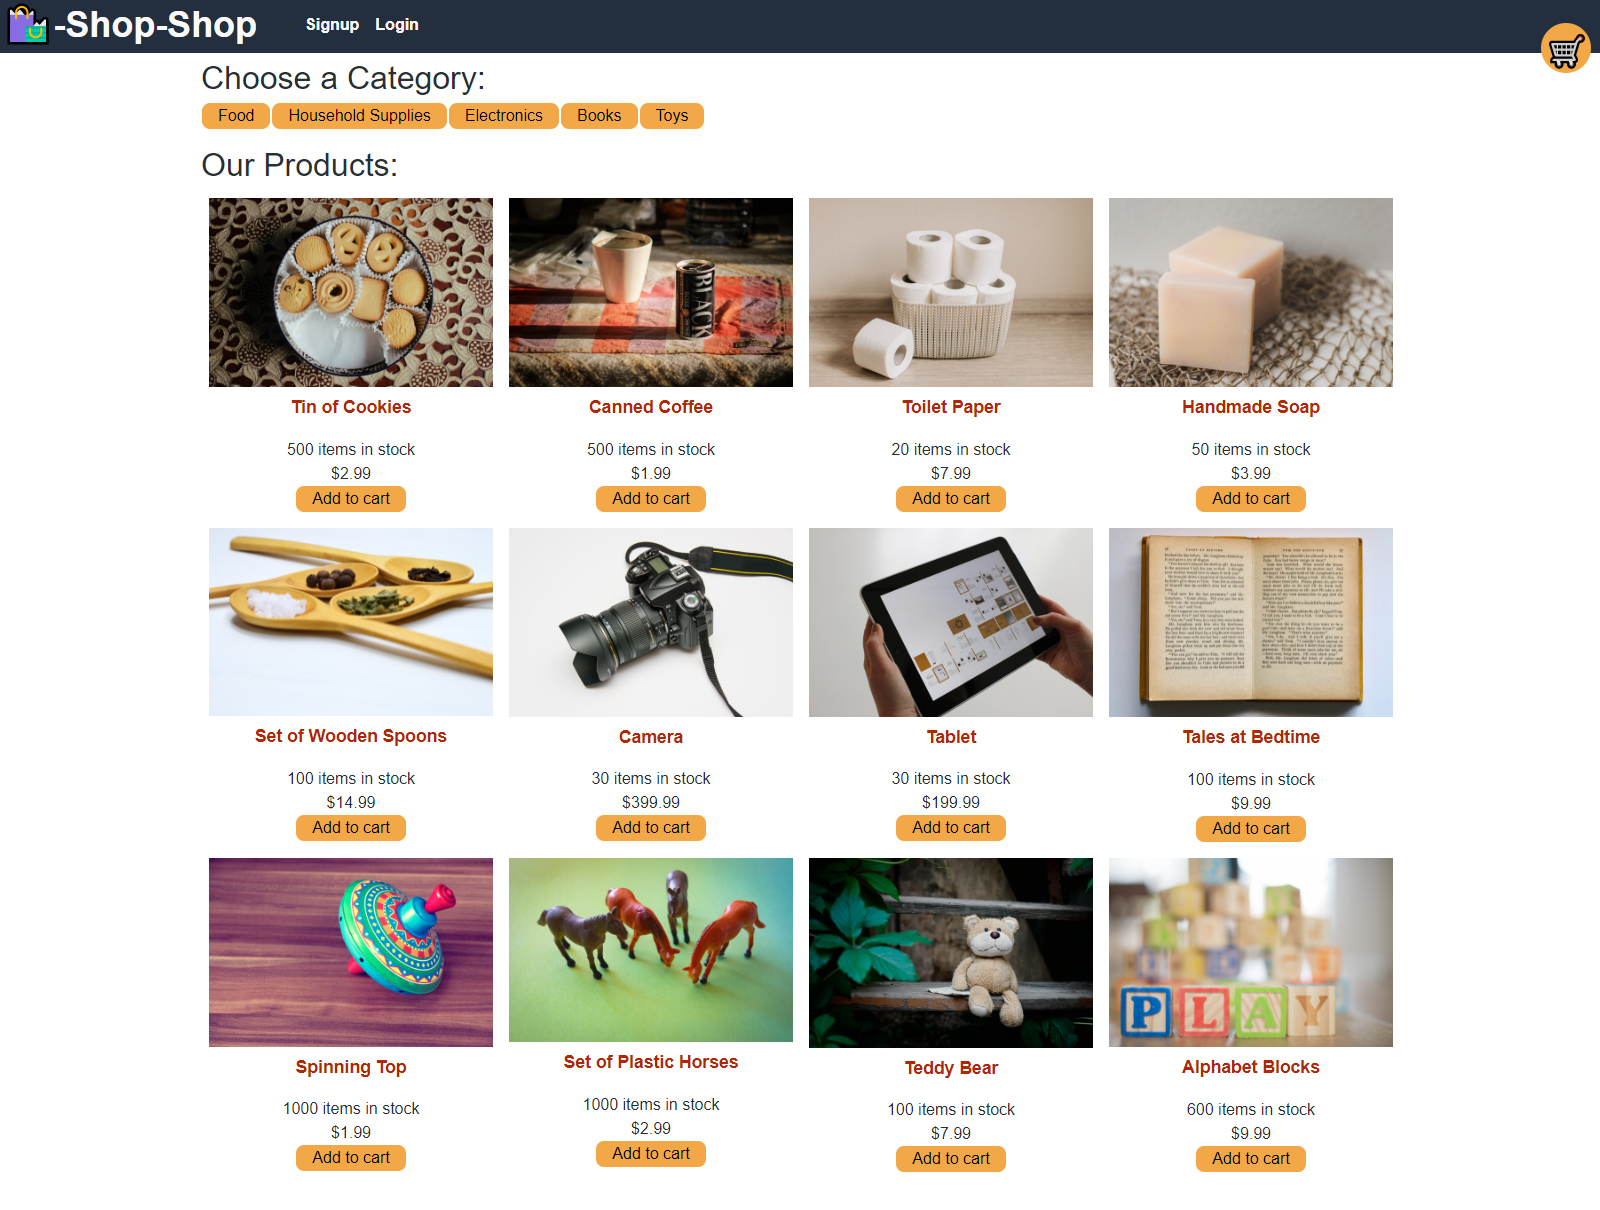 -Shop-Shop
Signup Login
Choose a Category:
Food Household Supplies Electronics Books Toys
Our Products:
BLACK
Tin of Cookies Canned Coffee Toilet Paper Handmade Soap
500 items in stock 500 items in stock 20 items in stock 50 items in stock
$2.99 $1.99 $7.99 $3.99
Add to cart Add to cart Add to cart Add to cart
Set of Wooden Spoons Camera Tablet Tales at Bedtime
100 items in stock 30 items in stock 30 items in stock 100 items in stock
$14.99 $399.99 $199.99 $9.99
Add to cart Add to cart Add to cart Add to cart
PLAY
Spinning Top Set of Plastic Horses Teddy Bear Alphabet Blocks
1000 items in stock 1000 items in stock 100 items in stock 600 items in stock
$1.99 $2.99 $7.99 $9.99
Add to cart Add to cart Add to cart Add to cart